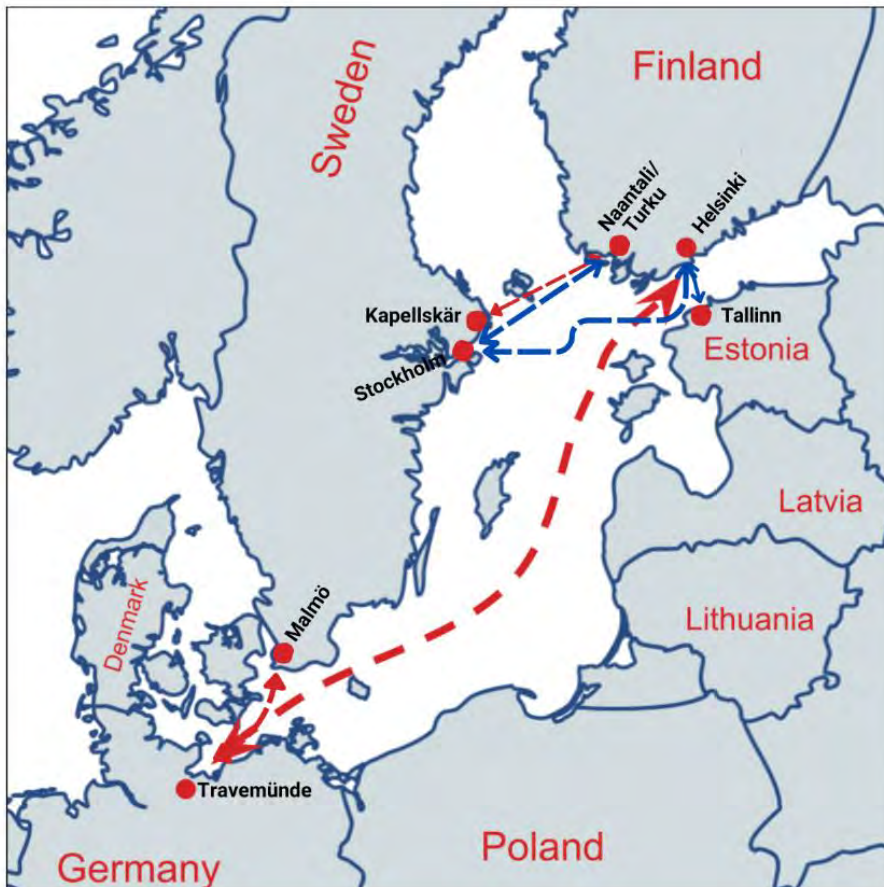 Finland
Sweden
Naantali/
Turku
Helsinki
Kapellskär
Tallinn
Stockholm
Estonia
Latvia
Denmark
Malmö
Lithuania
Travemünde
Germany
Poland